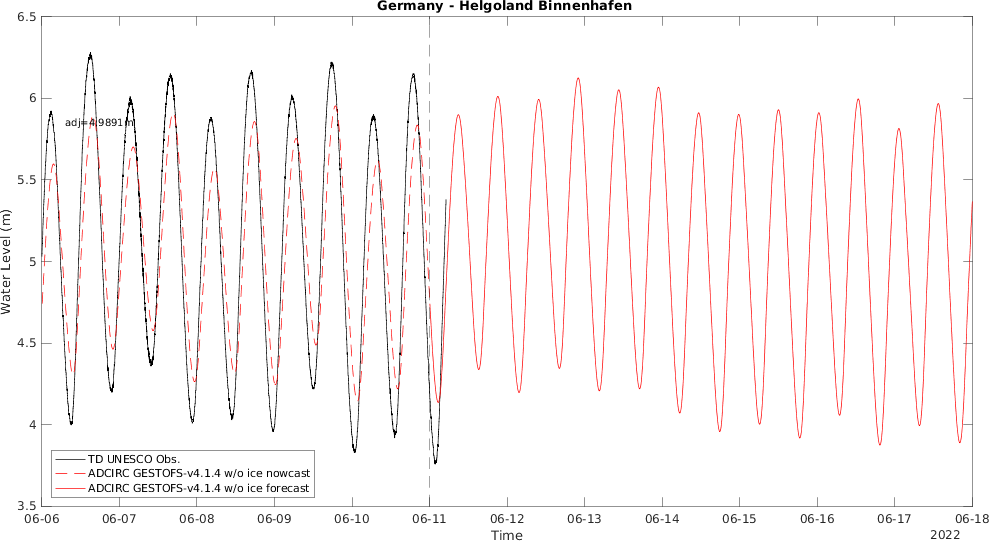 Germany - Helgoland Binnenhafen
6.5
6
5.5
5
4.5
4
3.5
Water Level (m)
adj=4.9891m
TD UNESCO Obs.
ADCIRC GESTOFS-v4.1.4 w/o ice nowcast
ADCIRC GESTOFS-v4.1.4 w/o ice forecast
06-06 06-07 06-08 06-09 06-10 06-11 06-12 06-13 06-14 06-15 06-16 06-17 06-18
Time
2022